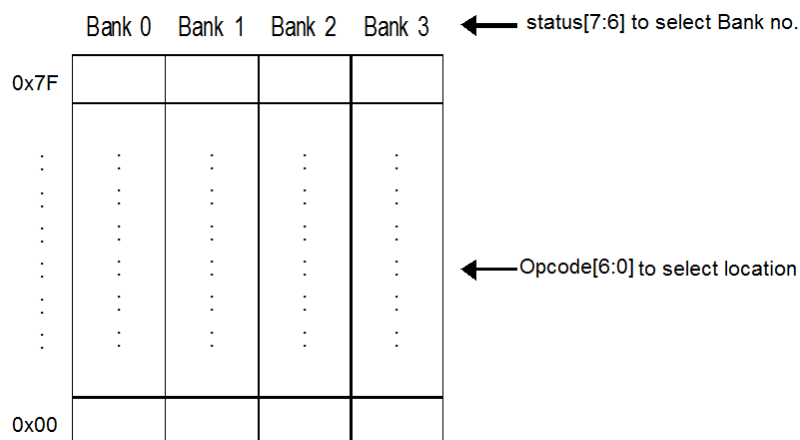 Bank 0 Bank 1 Bank 2 Bank 3 status[7:6] to select Bank no.
0x7F
Opcode[6:0] to select location
0x00